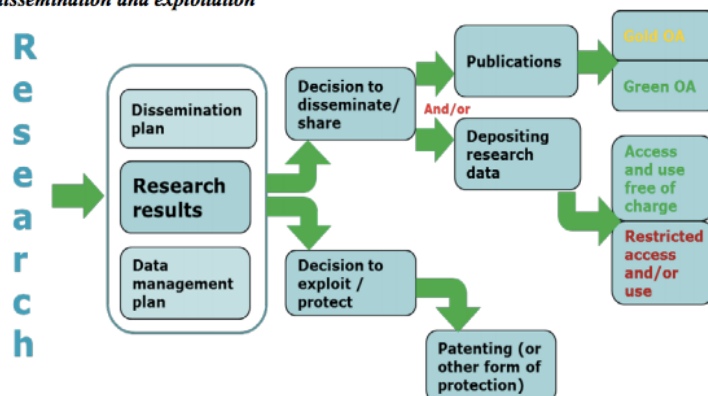 dissemination and exploitation
Research
Dissemination
plan
Research
results
Data
management
plan
Decision to
disseminate/
share
And/or
Decision to
exploit /
protect
Publications
Depositing
research
data
Patenting (or
other form of
protection)
Gold OA
Green OA
Access
and use
free of
charge
Restricted
access
and/or
use